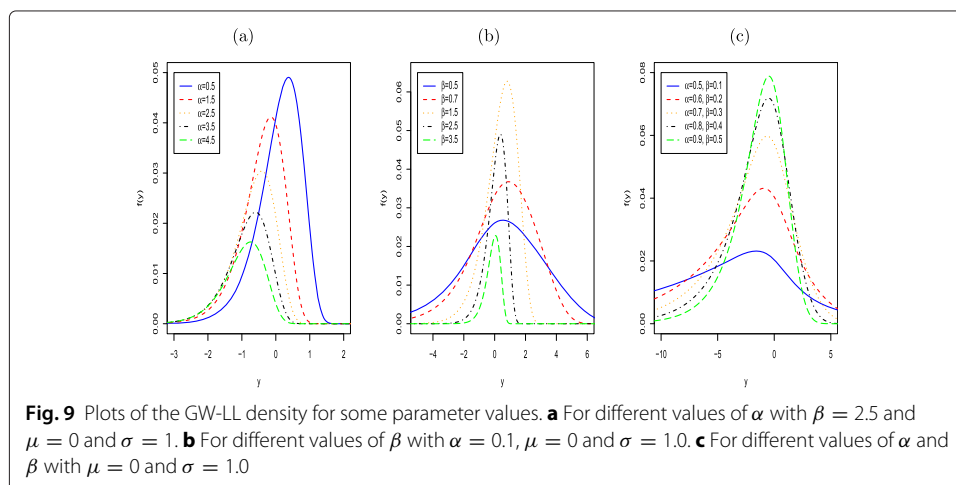 (a)
0.05
0.04
0.03
0.02
0.01
0.00
f(y)
α=0.5
α=1.5
α=2.5
α=3.5
α=4.5
−3 −2 −1 0 1 2
y
(b)
0.06
0.05
0.04
0.03
0.02
0.01
0.00
f(y)
β=0.5
β=0.7
β=1.5
β=2.5
β=3.5
−4 −2 0 2 4 6
y
(c)
0.08
0.06
0.04
0.02
0.00
f(y)
α=0.5, β=0.1
α=0.6, β=0.2
α=0.7, β=0.3
α=0.8, β=0.4
α=0.9, β=0.5
−10 −5 0 5
y
Fig. 9 Plots of the GW-LL density for some parameter values. a For different values of α with β = 2.5 and
μ = 0 and σ = 1. b For different values of β with α = 0.1, μ = 0 and σ = 1.0. c For different values of α and
β with μ = 0 and σ = 1.0